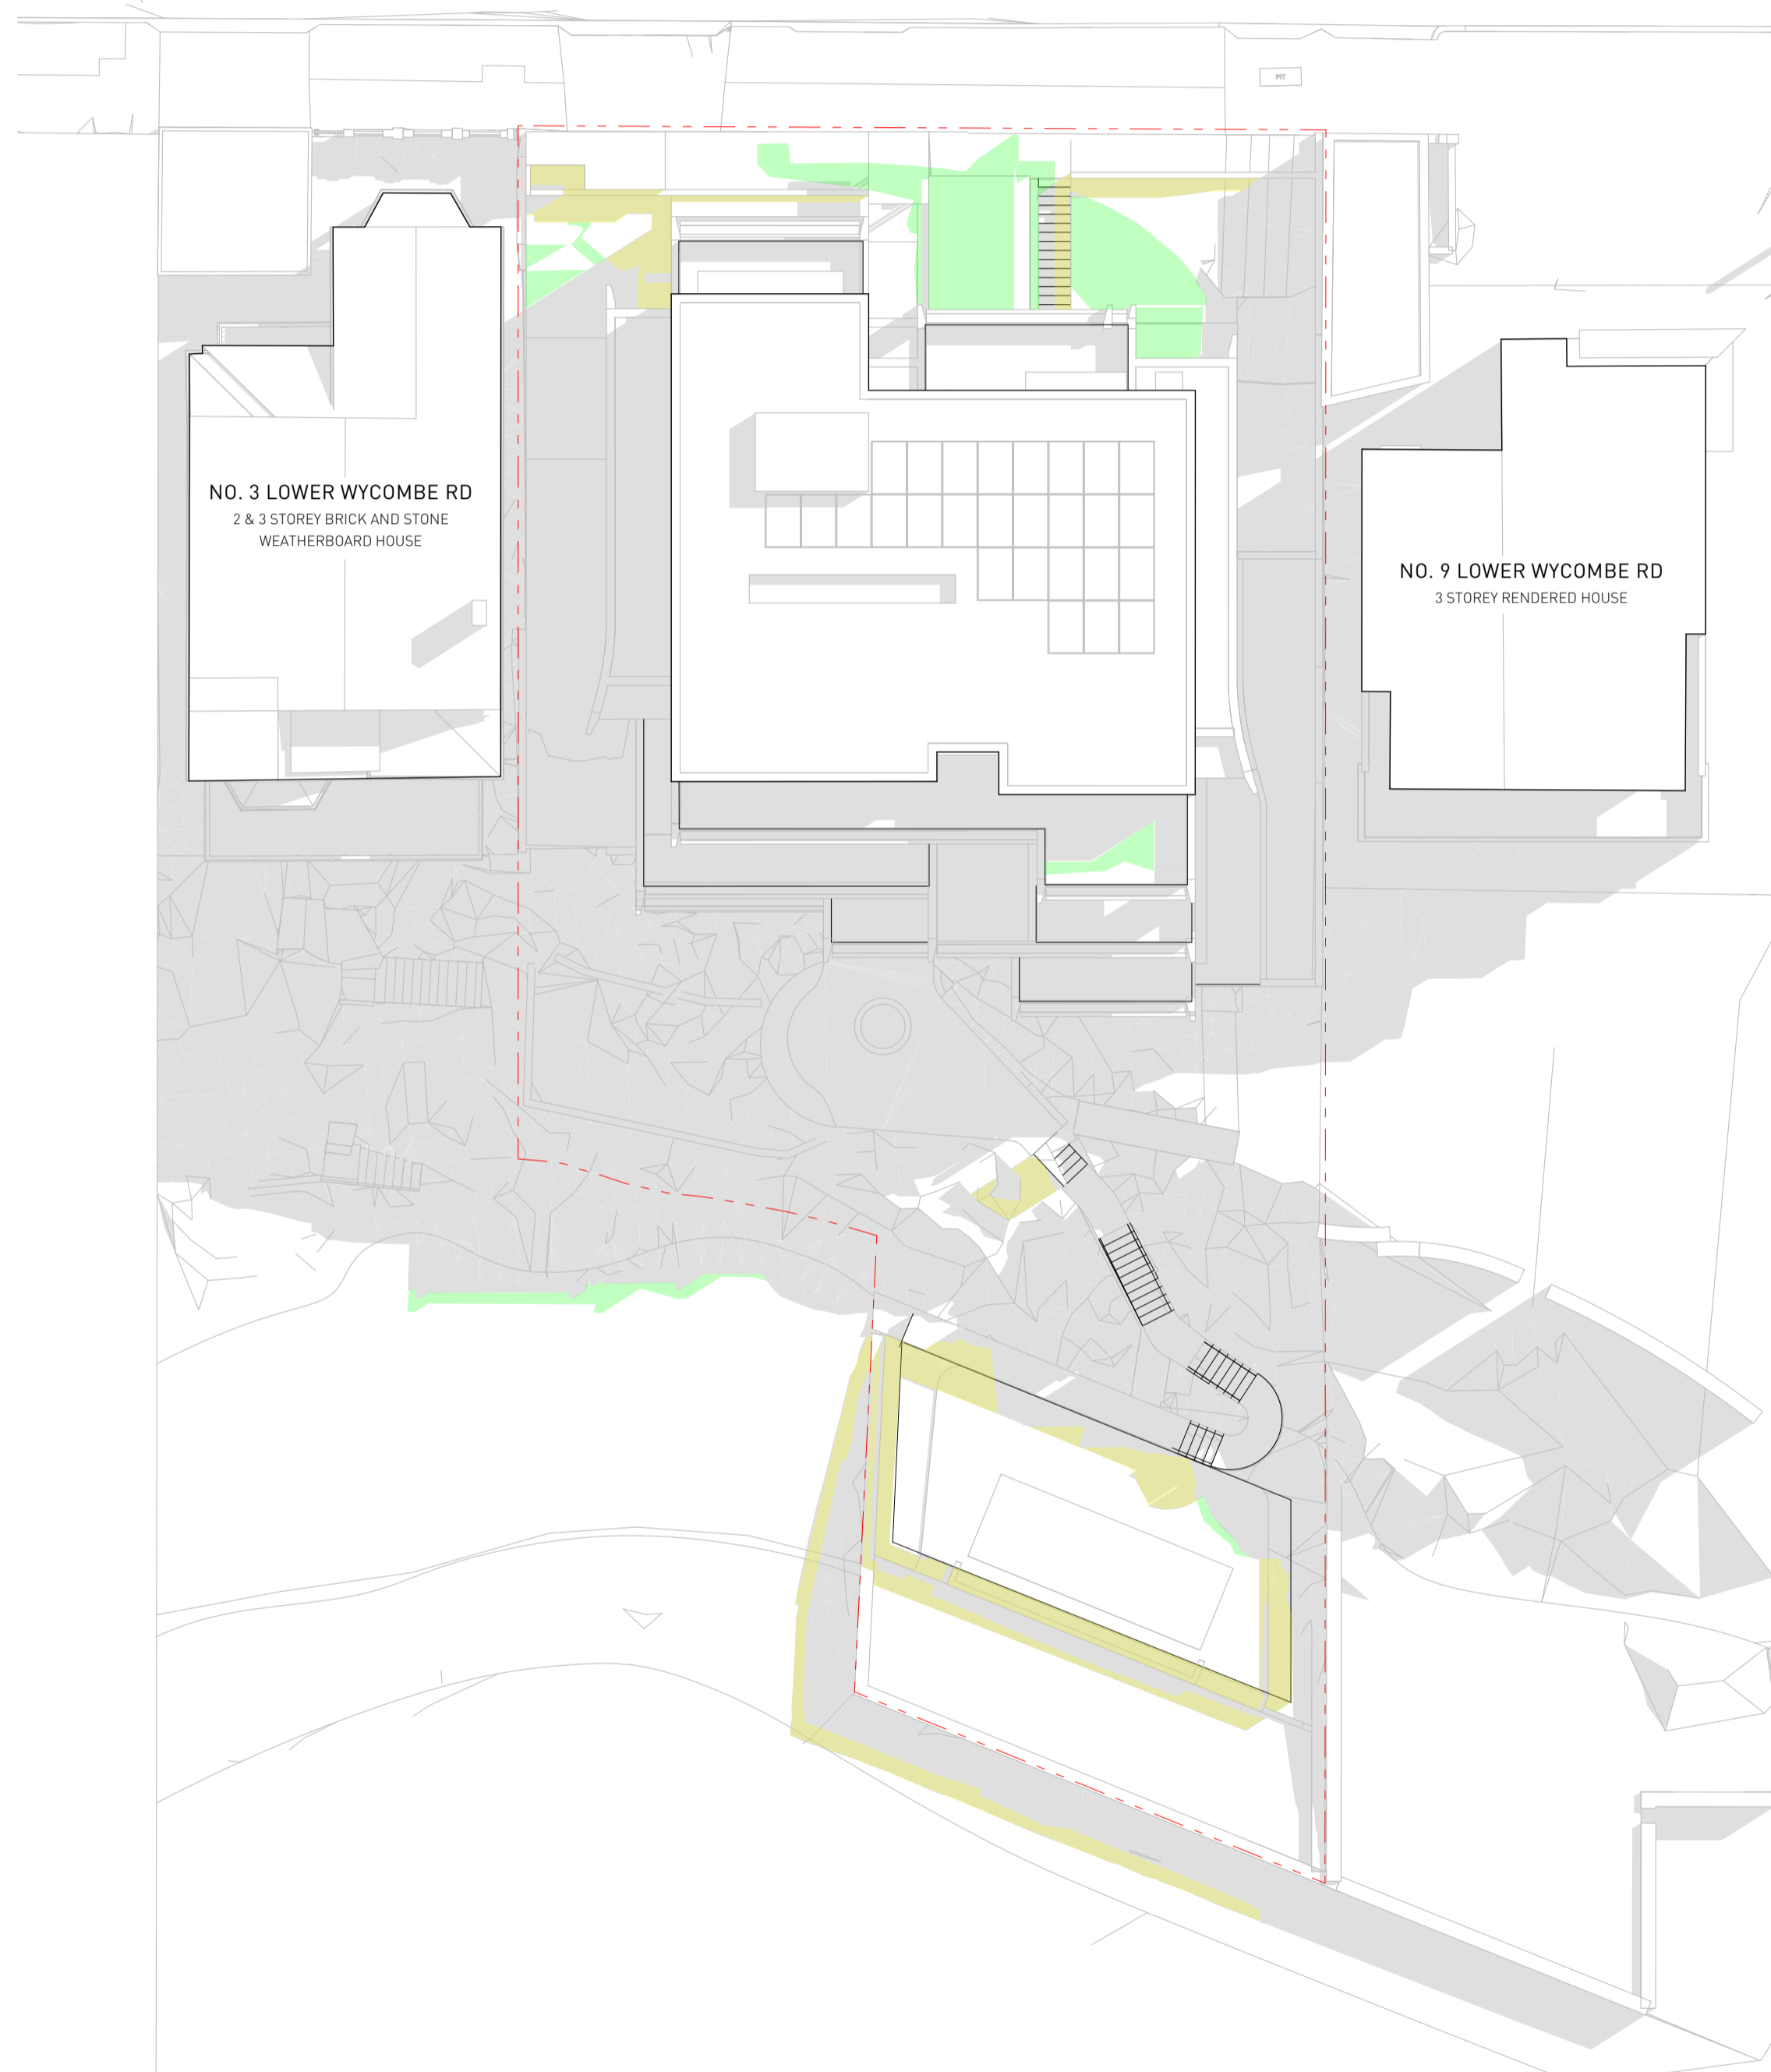 PIT
NO. 3 LOWER WYCOMBE RD
2 & 3 STOREY BRICK AND STONE
WEATHERBOARD HOUSE
NO. 9 LOWER WYCOMBE RD
3 STOREY RENDERED HOUSE